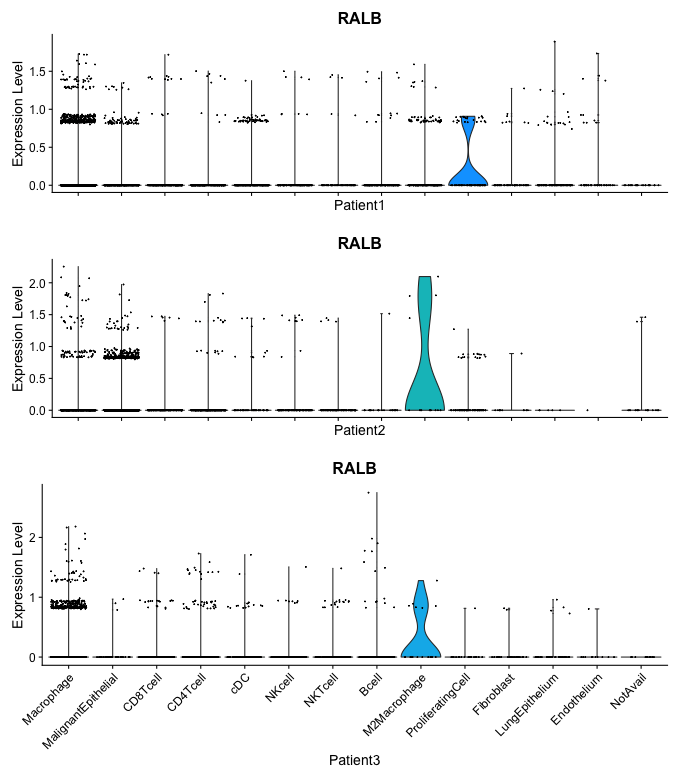 RALB
Expression Level
1.5
1.0
0.5
0.0
Patient1
RALB
Expression Level
2.0
1.5
1.0
0.5
0.0
Patient2
RALB
Expression Level
2
1
0
Macrophage
MalignantEpithelial
CD8Tcell
CD4Tcell
cDC
NKcell
NKTcell
Bcell
M2Macrophage
ProliferatingCell
Fibroblast
LungEpithelium
Endothelium
NotAvail
Patient3